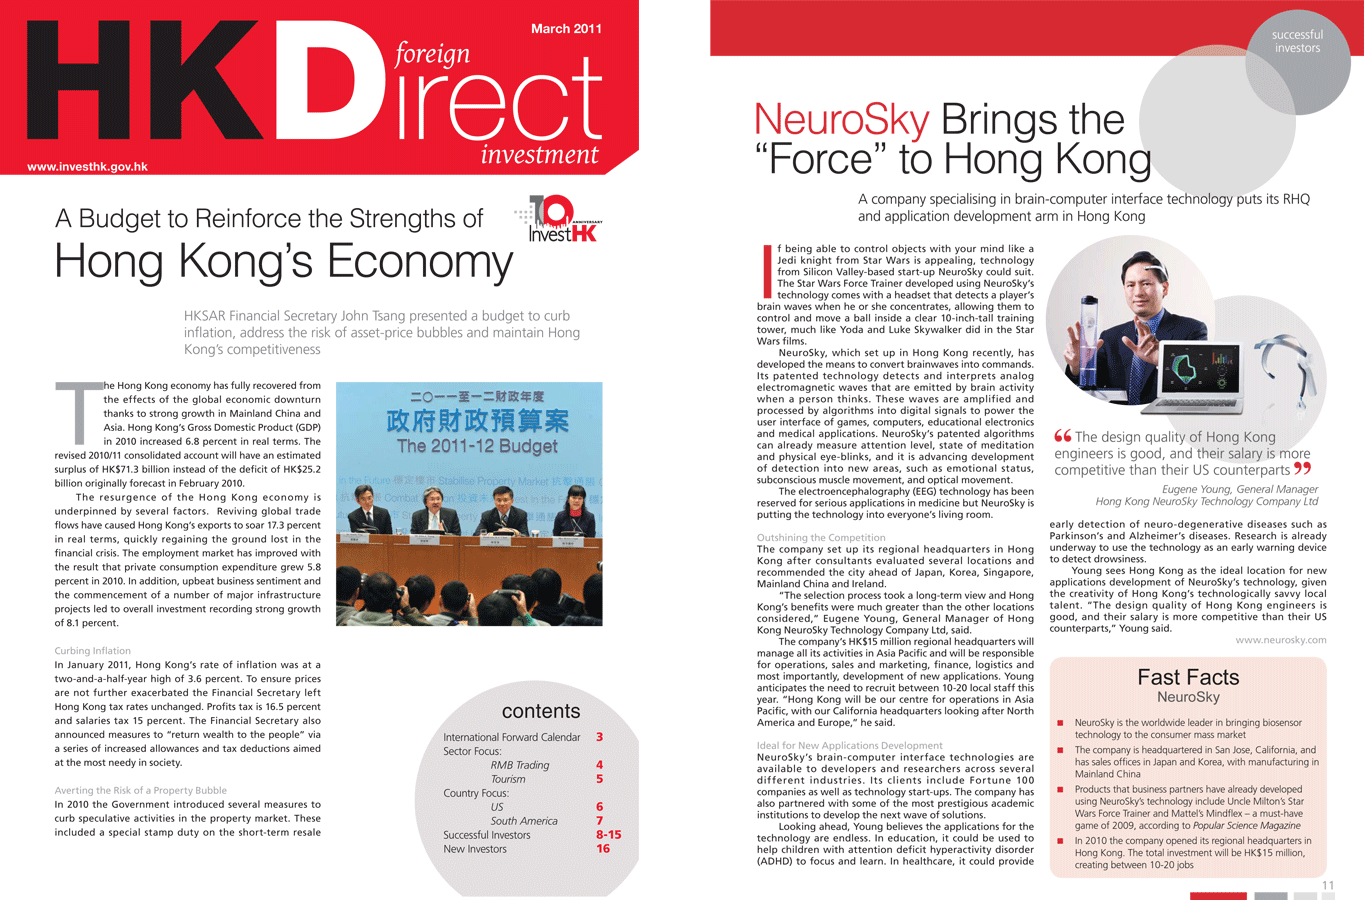 March 2011
HKD
foreign
irect
investment
www.investhk.gov.hk
A Budget to Reinforce the Strengths of
Hong Kong's Economy
10
ANNIVERSARY
InvestHK
HKSAR Financial Secretary John Tsang presented a budget to curb
inflation, address the risk of asset-price bubbles and maintain Hong
Kong's competitiveness
The Hong Kong economy has fully recovered from
the effects of the global economic downturn
thanks to strong growth in Mainland China and
Asia. Hong Kong's Gross Domestic Product (GDP)
in 2010 increased 6.8 percent in real terms. The
revised 2010/11 consolidated account will have an estimated
surplus of HK$71.3 billion instead of the deficit of HK$25.2
billion originally forecast in February 2010.
The resurgence of the Hong Kong economy is
underpinned by several factors. Reviving global trade
flows have caused Hong Kong's exports to soar 17.3 percent
in real terms, quickly regaining the ground lost in the
financial crisis. The employment market has improved with
the result that private consumption expenditure grew 5.8
percent in 2010. In addition, upbeat business sentiment and
the commencement of a number of major infrastructure
projects led to overall investment recording strong growth
of 8.1 percent.
Curbing Inflation
In January 2011, Hong Kong's rate of inflation was at a
two-and-a-half-year high of 3.6 percent. To ensure prices
are not further exacerbated the Financial Secretary left
Hong Kong tax rates unchanged. Profits tax is 16.5 percent
and salaries tax 15 percent. The Financial Secretary also
announced measures to "return wealth to the people" via
a series of increased allowances and tax deductions aimed
at the most needy in society.
Averting the Risk of a Property Bubble
In 2010 the Government introduced several measures to
curb speculative activities in the property market. These
included a special stamp duty on the short-term resale
二〇一一至一二財政年度
政府財政預算案
The 2011-12 Budget
in the Future 穩定樓市 Stabilise Property Market
contents
International Forward Calendar 3
Sector Focus:
RMB Trading 4
Tourism 5
Country Focus:
US 6
South America 7
Successful Investors 8-15
New Investors 16
successful
investors
NeuroSky Brings the
"Force" to Hong Kong
A company specialising in brain-computer interface technology puts its RHQ
and application development arm in Hong Kong
If being able to control objects with your mind like a
Jedi knight from Star Wars is appealing, technology
from Silicon Valley-based start-up NeuroSky could suit.
The Star Wars Force Trainer developed using NeuroSky's
technology comes with a headset that detects a player's
brain waves when he or she concentrates, allowing them to
control and move a ball inside a clear 10-inch-tall training
tower, much like Yoda and Luke Skywalker did in the Star
Wars films.
NeuroSky, which set up in Hong Kong recently, has
developed the means to convert brainwaves into commands.
Its patented technology detects and interprets analog
electromagnetic waves that are emitted by brain activity
when a person thinks. These waves are amplified and
processed by algorithms into digital signals to power the
user interface of games, computers, educational electronics
and medical applications. NeuroSky's patented algorithms
can already measure attention level, state of meditation
and physical eye-blinks, and it is advancing development
of detection into new areas, such as emotional status,
subconscious muscle movement, and optical movement.
The electroencephalography (EEG) technology has been
reserved for serious applications in medicine but NeuroSky is
putting the technology into everyone's living room.
Outshining the Competition
The company set up its regional headquarters in Hong
Kong after consultants evaluated several locations and
recommended the city ahead of Japan, Korea, Singapore,
Mainland China and Ireland.
"The selection process took a long-term view and Hong
Kong's benefits were much greater than the other locations
considered," Eugene Young, General Manager of Hong
Kong NeuroSky Technology Company Ltd, said.
The company's HK$15 million regional headquarters will
manage all its activities in Asia Pacific and will be responsible
for operations, sales and marketing, finance, logistics and
most importantly, development of new applications. Young
anticipates the need to recruit between 10-20 local staff this
year. "Hong Kong will be our centre for operations in Asia
Pacific, with our California headquarters looking after North
America and Europe," he said.
Ideal for New Applications Development
NeuroSky's brain-computer interface technologies are
available to developers and researchers across several
different industries. Its clients include Fortune 100
companies as well as technology start-ups. The company has
also partnered with some of the most prestigious academic
institutions to develop the next wave of solutions.
Looking ahead, Young believes the applications for the
technology are endless. In education, it could be used to
help children with attention deficit hyperactivity disorder
(ADHD) to focus and learn. In healthcare, it could provide
“ The design quality of Hong Kong
engineers is good, and their salary is more
competitive than their US counterparts ”
Eugene Young, General Manager
Hong Kong NeuroSky Technology Company Ltd
early detection of neuro-degenerative diseases such as
Parkinson's and Alzheimer's diseases. Research is already
underway to use the technology as an early warning device
to detect drowsiness.
Young sees Hong Kong as the ideal location for new
applications development of NeuroSky's technology, given
the creativity of Hong Kong's technologically savvy local
talent. "The design quality of Hong Kong engineers is
good, and their salary is more competitive than their US
counterparts," Young said.
www.neurosky.com
Fast Facts
NeuroSky
NeuroSky is the worldwide leader in bringing biosensor
technology to the consumer mass market
The company is headquartered in San Jose, California, and
has sales offices in Japan and Korea, with manufacturing in
Mainland China
Products that business partners have already developed
using NeuroSky's technology include Uncle Milton's Star
Wars Force Trainer and Mattel's Mindflex – a must-have
game of 2009, according to Popular Science Magazine
In 2010 the company opened its regional headquarters in
Hong Kong. The total investment will be HK$15 million,
creating between 10-20 jobs
11